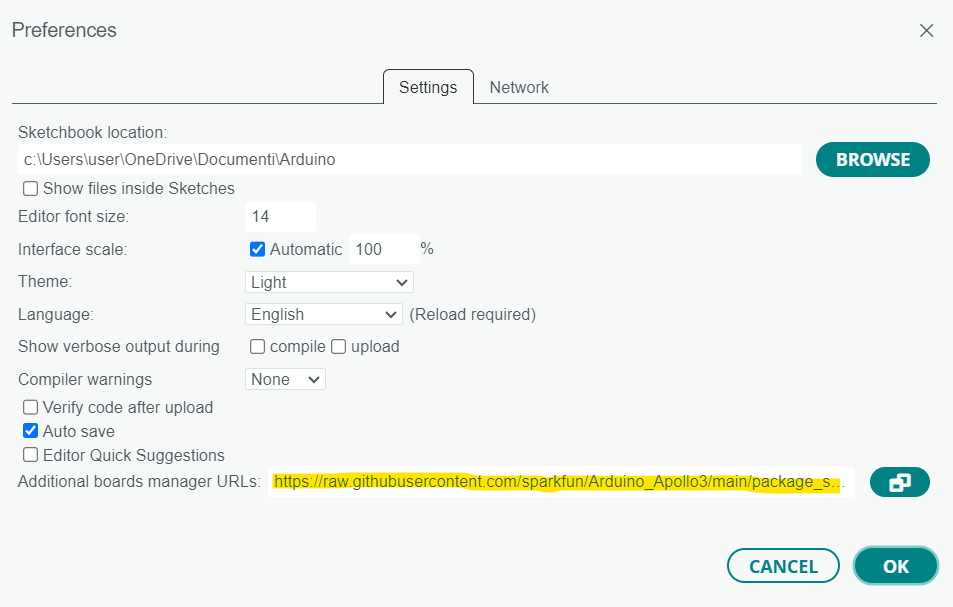 Preferences
Settings Network
Sketchbook location:
c:\Users\user\OneDrive\Documenti\Arduino
BROWSE
Show files inside Sketches
Editor font size: 14
Interface scale: Automatic 100 %
Theme: Light
Language: English (Reload required)
Show verbose output during compile upload
Compiler warnings None
Verify code after upload
Auto save
Editor Quick Suggestions
Additional boards manager URLs: https://raw.githubusercontent.com/sparkfun/Arduino_Apollo3/main/package_s...
CANCEL OK